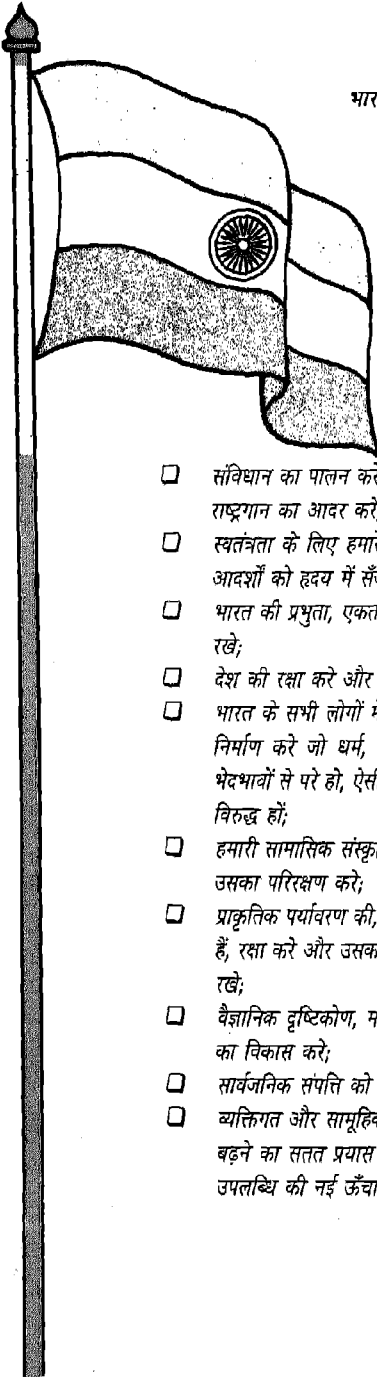 भार
संविधान का पालन करे
राष्ट्रगान का आदर करे
स्वतंत्रता के लिए हमारे
आदर्शों को हृदय में
भारत की प्रभुता, एकत
रखे;
देश की रक्षा करे और
भारत के सभी लोगों में
निर्माण करे जो धर्म,
भेदभावों से परे हो, ऐसी
विरुद्ध हों;
हमारी सामासिक संस्कृ
उसका परिरक्षण करे;
प्राकृतिक पर्यावरण की,
हैं, रक्षा करे और उसक
रखे;
वैज्ञानिक दृष्टिकोण, म
का विकास करे;
सार्वजनिक संपत्ति को
व्यक्तिगत और सामूहिक
बढ़ने का सतत प्रयास
उपलब्धि की नई ऊँचा